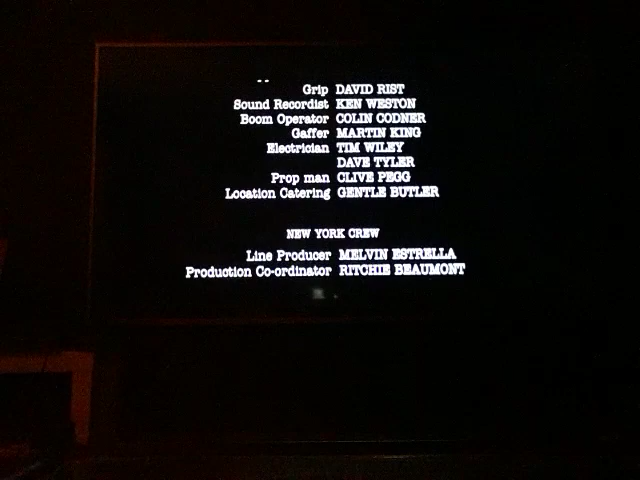 Grip DAVID RIST
Sound Recordist KEN WESTON
Boom Operator COLIN CODNER
Gaffer MARTIN KING
Electrician TIM WILEY
DAVE TYLER
Prop man CLIVE PEGG
Location Catering GENTLE BUTLER
NEW YORK CREW
Line Producer MELVIN ESTRELLA
Production Co-ordinator RITCHIE BEAUMONT